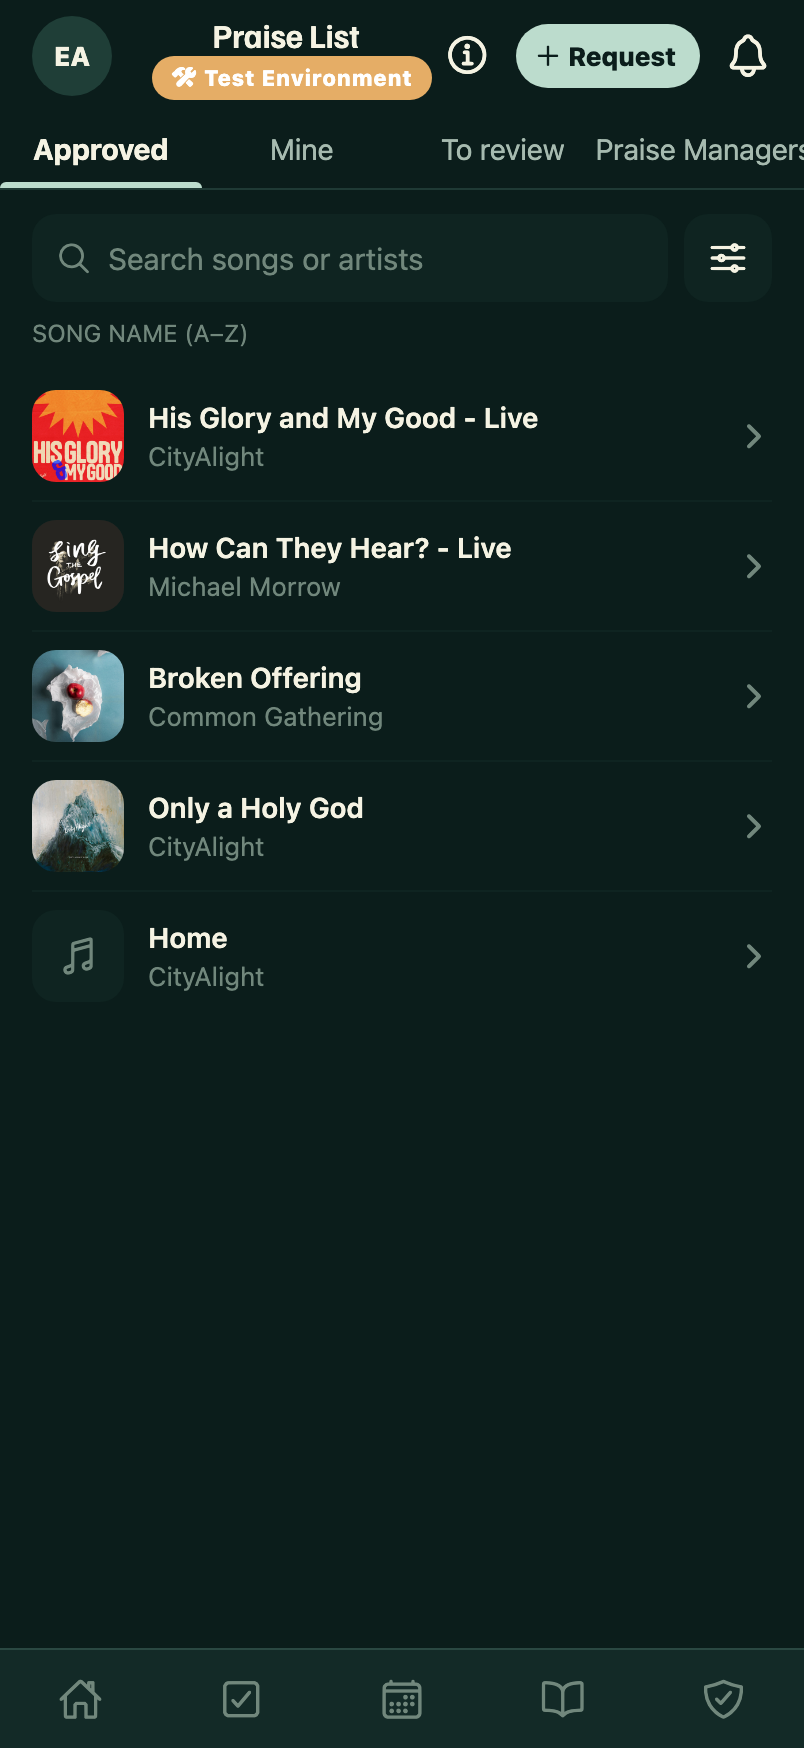 EA
Praise List
🛠 Test Environment
+ Request
Approved
Mine
To review
Praise Managers
Search songs or artists
SONG NAME (A–Z)
HIS GLORY
& MY GOOD
His Glory and My Good - Live
CityAlight
Sing
THE
Gospel
How Can They Hear? - Live
Michael Morrow
Broken Offering
Common Gathering
Only a Holy God
CityAlight
Home
CityAlight